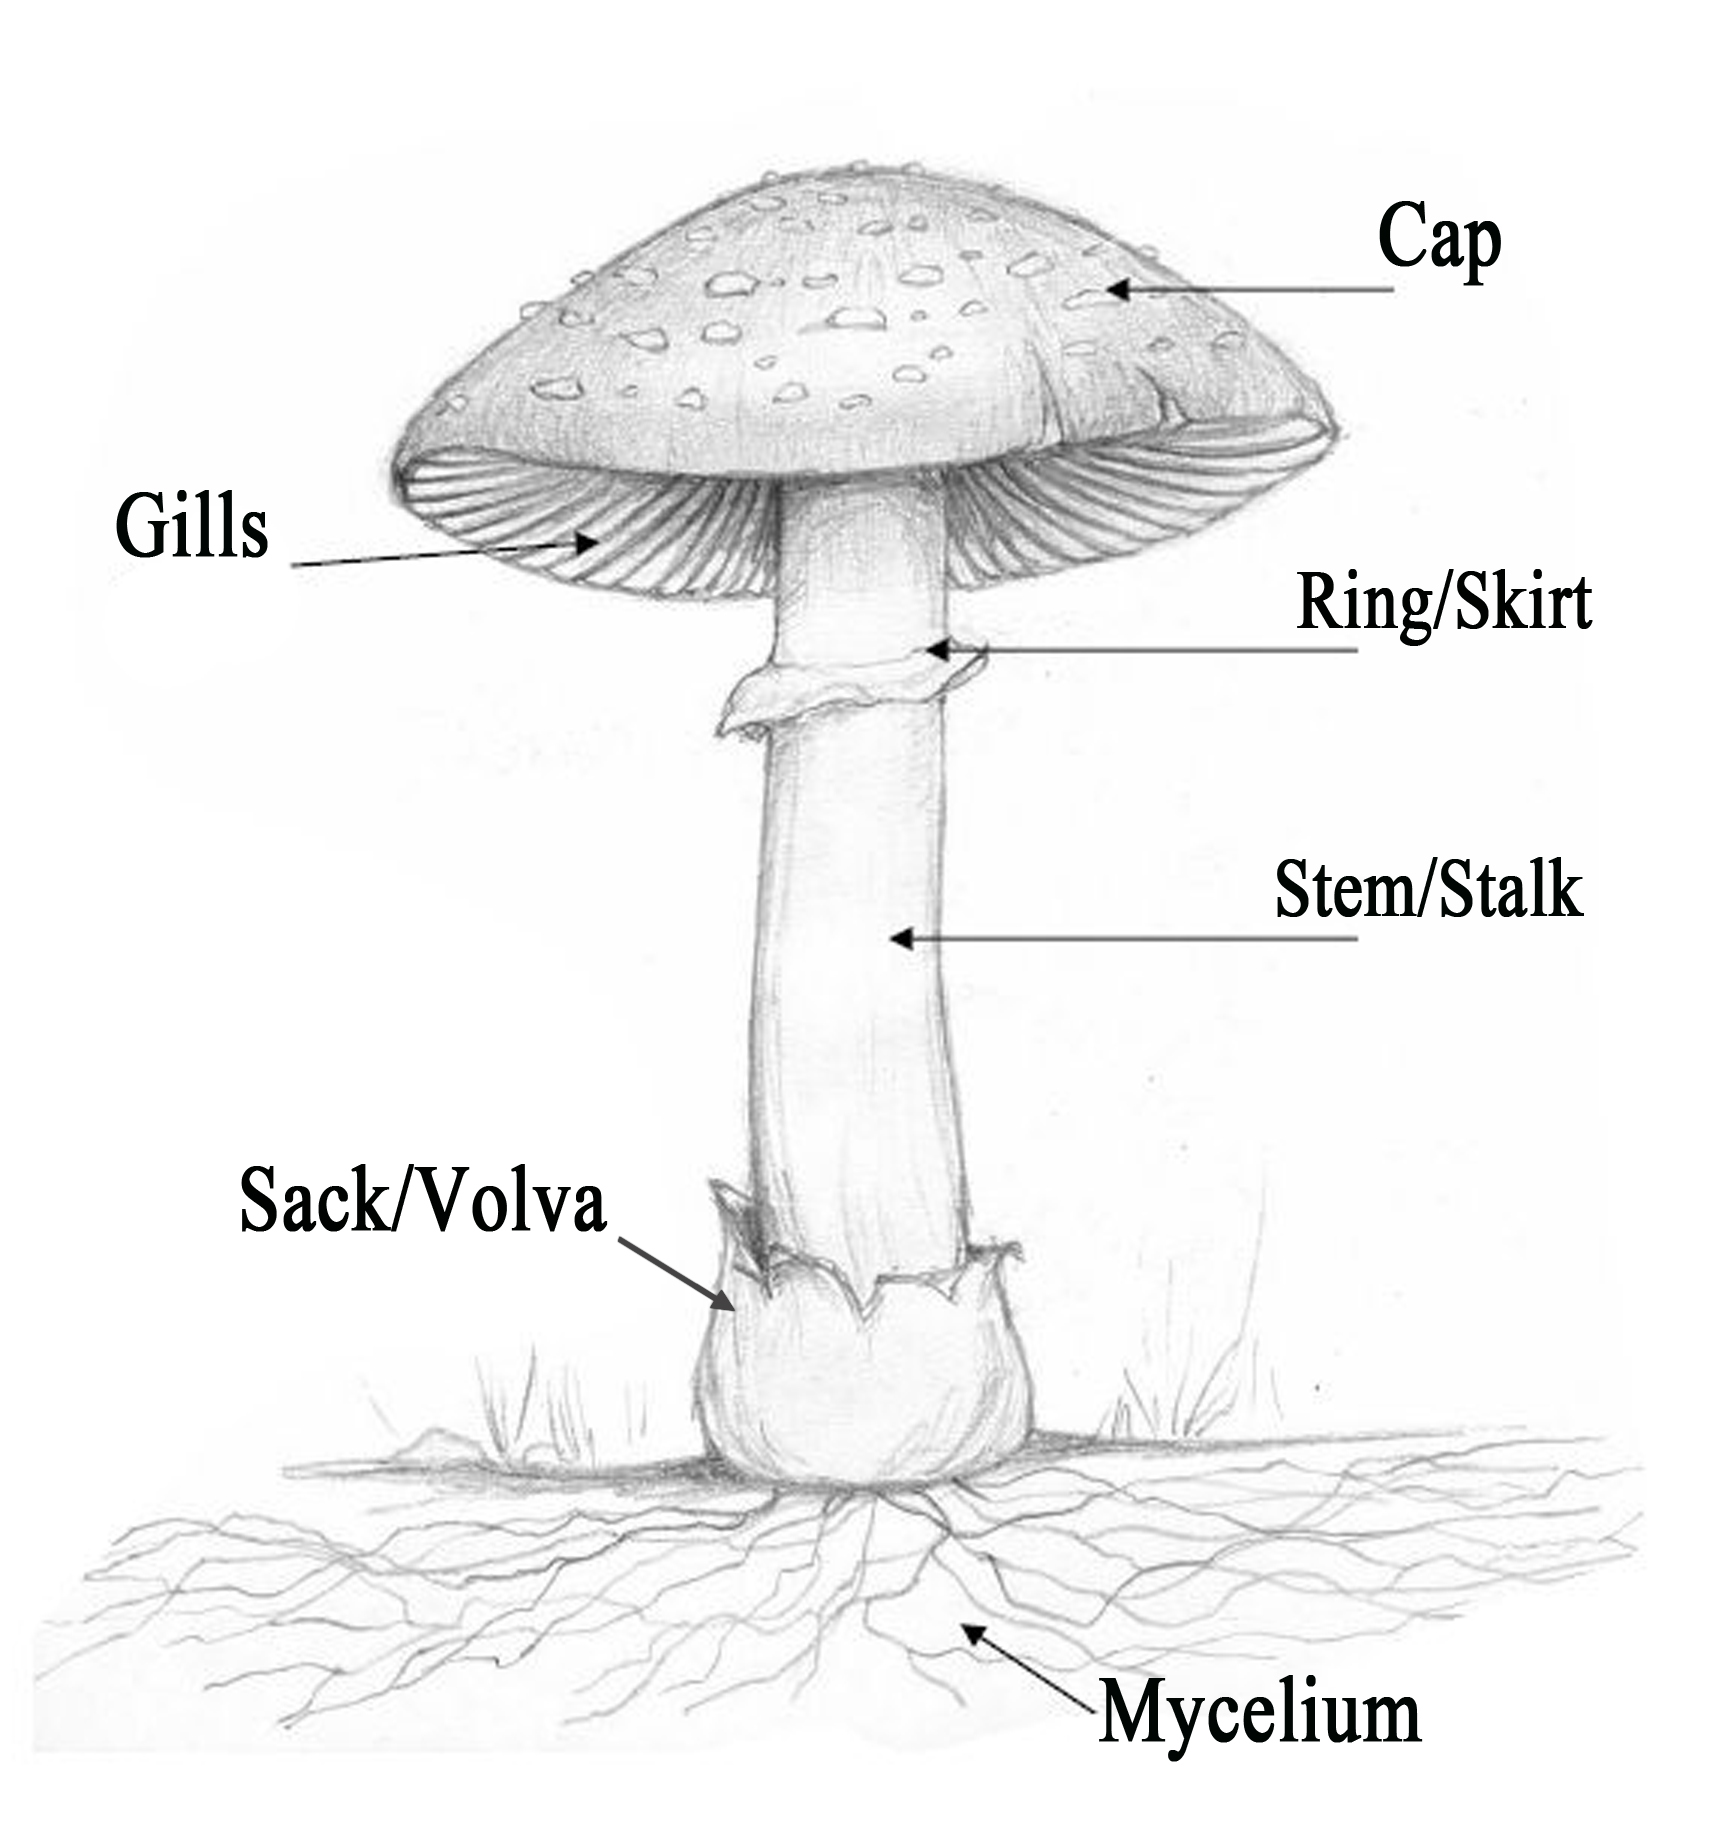 Cap
Gills
Ring/Skirt
Stem/Stalk
Sack/Volva
Mycelium